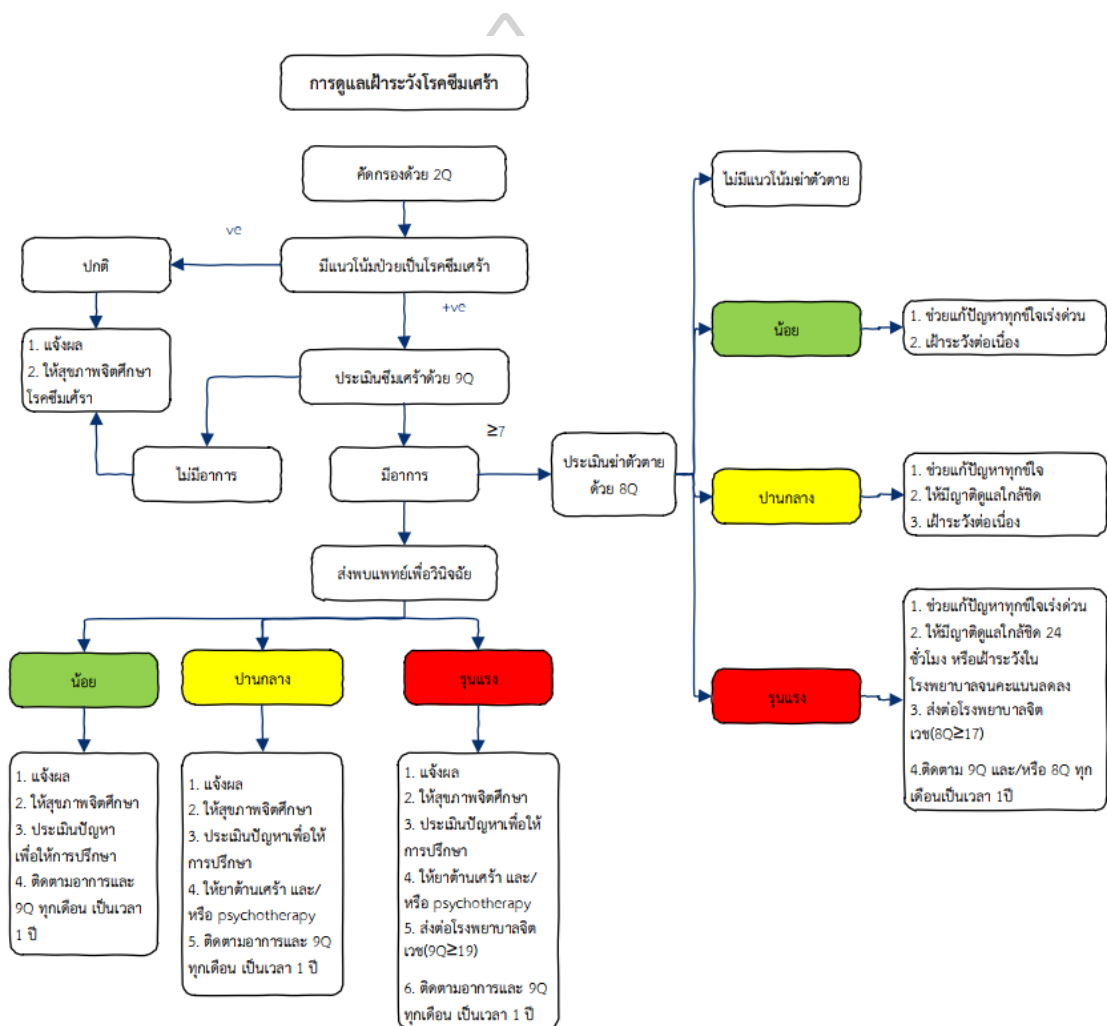 การดูแลเฝ้าระวังโรคซึมเศร้า
คัดกรองด้วย 2Q
ve
ปกติ
มีแนวโน้มป่วยเป็นโรคซึมเศร้า
+ve
1. แจ้งผล
2. ให้สุขภาพจิตศึกษา
โรคซึมเศ้รา
ประเมินซึมเศร้าด้วย 9Q
≥7
ไม่มีอาการ
มีอาการ
ประเมินฆ่าตัวตาย
ด้วย 8Q
ไม่มีแนวโน้มฆ่าตัวตาย
น้อย
1. ช่วยแก้ปัญหาทุกข์ใจเร่งด่วน
2. เฝ้าระวังต่อเนื่อง
ปานกลาง
1. ช่วยแก้ปัญหาทุกข์ใจ
2. ให้มีญาติดูแลใกล้ชิด
3. เฝ้าระวังต่อเนื่อง
รุนแรง
1. ช่วยแก้ปัญหาทุกข์ใจเร่งด่วน
2. ให้มีญาติดูแลใกล้ชิด 24
ชั่วโมง หรือเฝ้าระวังใน
โรงพยาบาลจนคะแนนลดลง
3. ส่งต่อโรงพยาบาลจิต
เวช(8Q≥17)
4.ติดตาม 9Q และ/หรือ 8Q ทุก
เดือนเป็นเวลา 1ปี
ส่งพบแพทย์เพื่อวินิจฉัย
น้อย
1. แจ้งผล
2. ให้สุขภาพจิตศึกษา
3. ประเมินปัญหา
เพื่อให้การปรึกษา
4. ติดตามอาการและ
9Q ทุกเดือน เป็นเวลา
1 ปี
ปานกลาง
1. แจ้งผล
2. ให้สุขภาพจิตศึกษา
3. ประเมินปัญหาเพื่อให้
การปรึกษา
4. ให้ยาต้านเศร้า และ/
หรือ psychotherapy
5. ติดตามอาการและ 9Q
ทุกเดือน เป็นเวลา 1 ปี
รุนแรง
1. แจ้งผล
2. ให้สุขภาพจิตศึกษา
3. ประเมินปัญหาเพื่อให้
การปรึกษา
4. ให้ยาต้านเศร้า และ/
หรือ psychotherapy
5. ส่งต่อโรงพยาบาลจิต
เวช(9Q≥19)
6. ติดตามอาการและ 9Q
ทุกเดือน เป็นเวลา 1 ปี